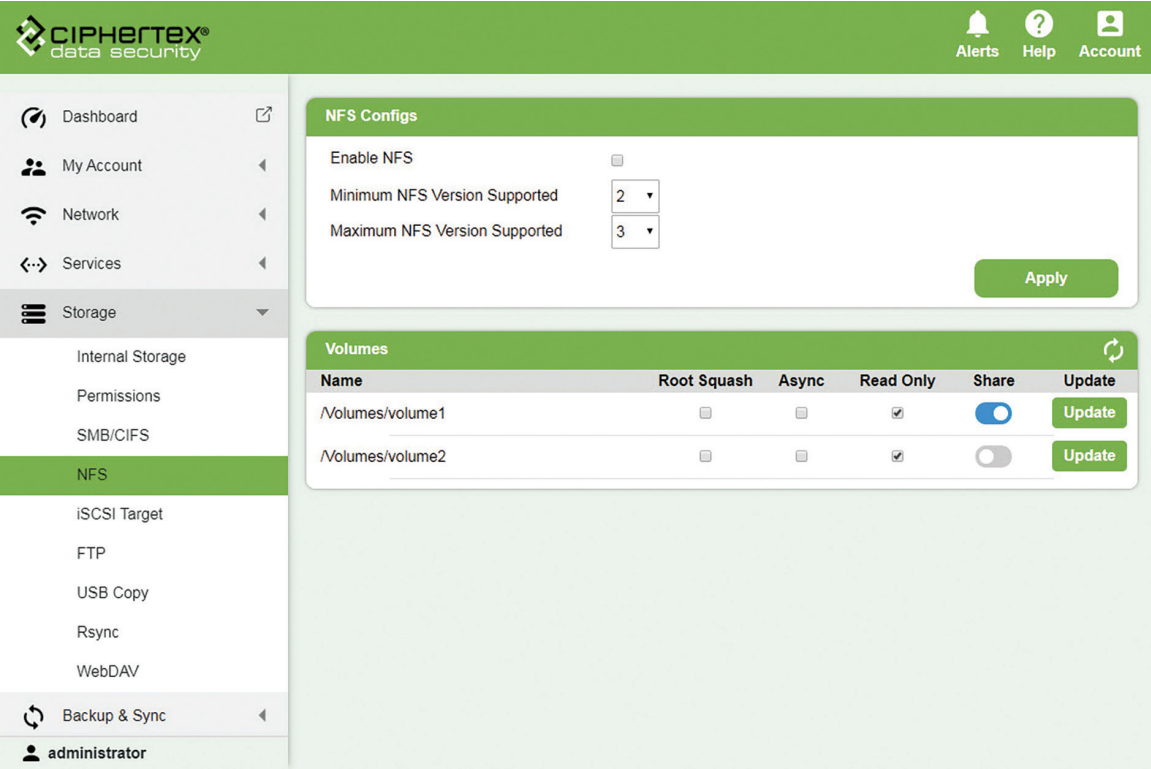 CIPHERTEX®
data security
Alerts Help Account
Dashboard
My Account
Network
Services
Storage
Internal Storage
Permissions
SMB/CIFS
NFS
iSCSI Target
FTP
USB Copy
Rsync
WebDAV
Backup & Sync
administrator
NFS Configs
Enable NFS
Minimum NFS Version Supported 2
Maximum NFS Version Supported 3
Apply
Volumes
Name Root Squash Async Read Only Share Update
/Volumes/volume1 Update
/Volumes/volume2 Update